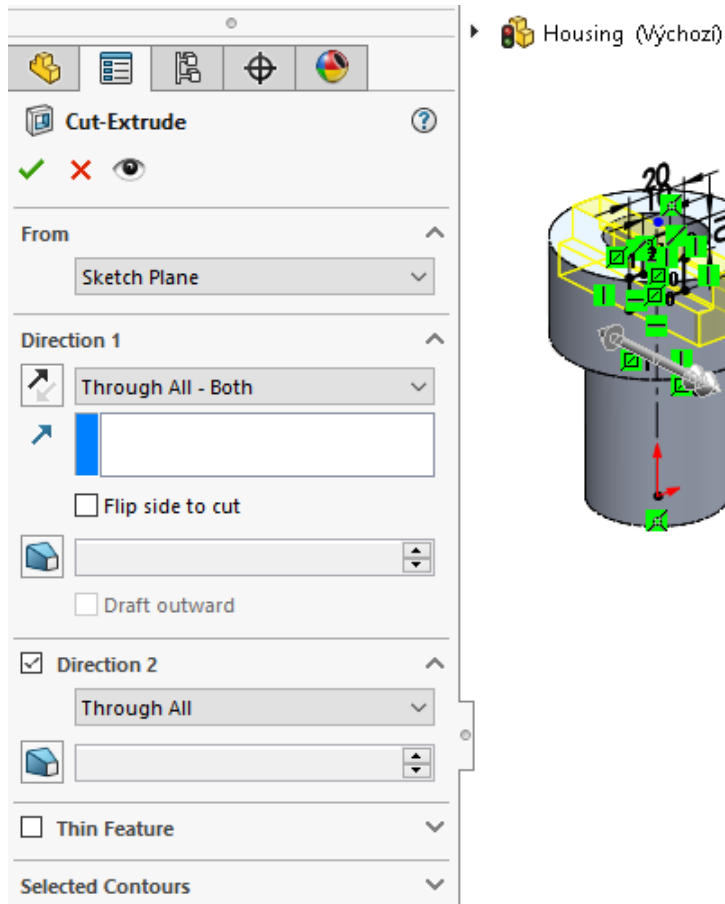 Housing (Výchozí)
Cut-Extrude
From
Sketch Plane
Direction 1
Through All - Both
Flip side to cut
Draft outward
Direction 2
Through All
Thin Feature
Selected Contours
20